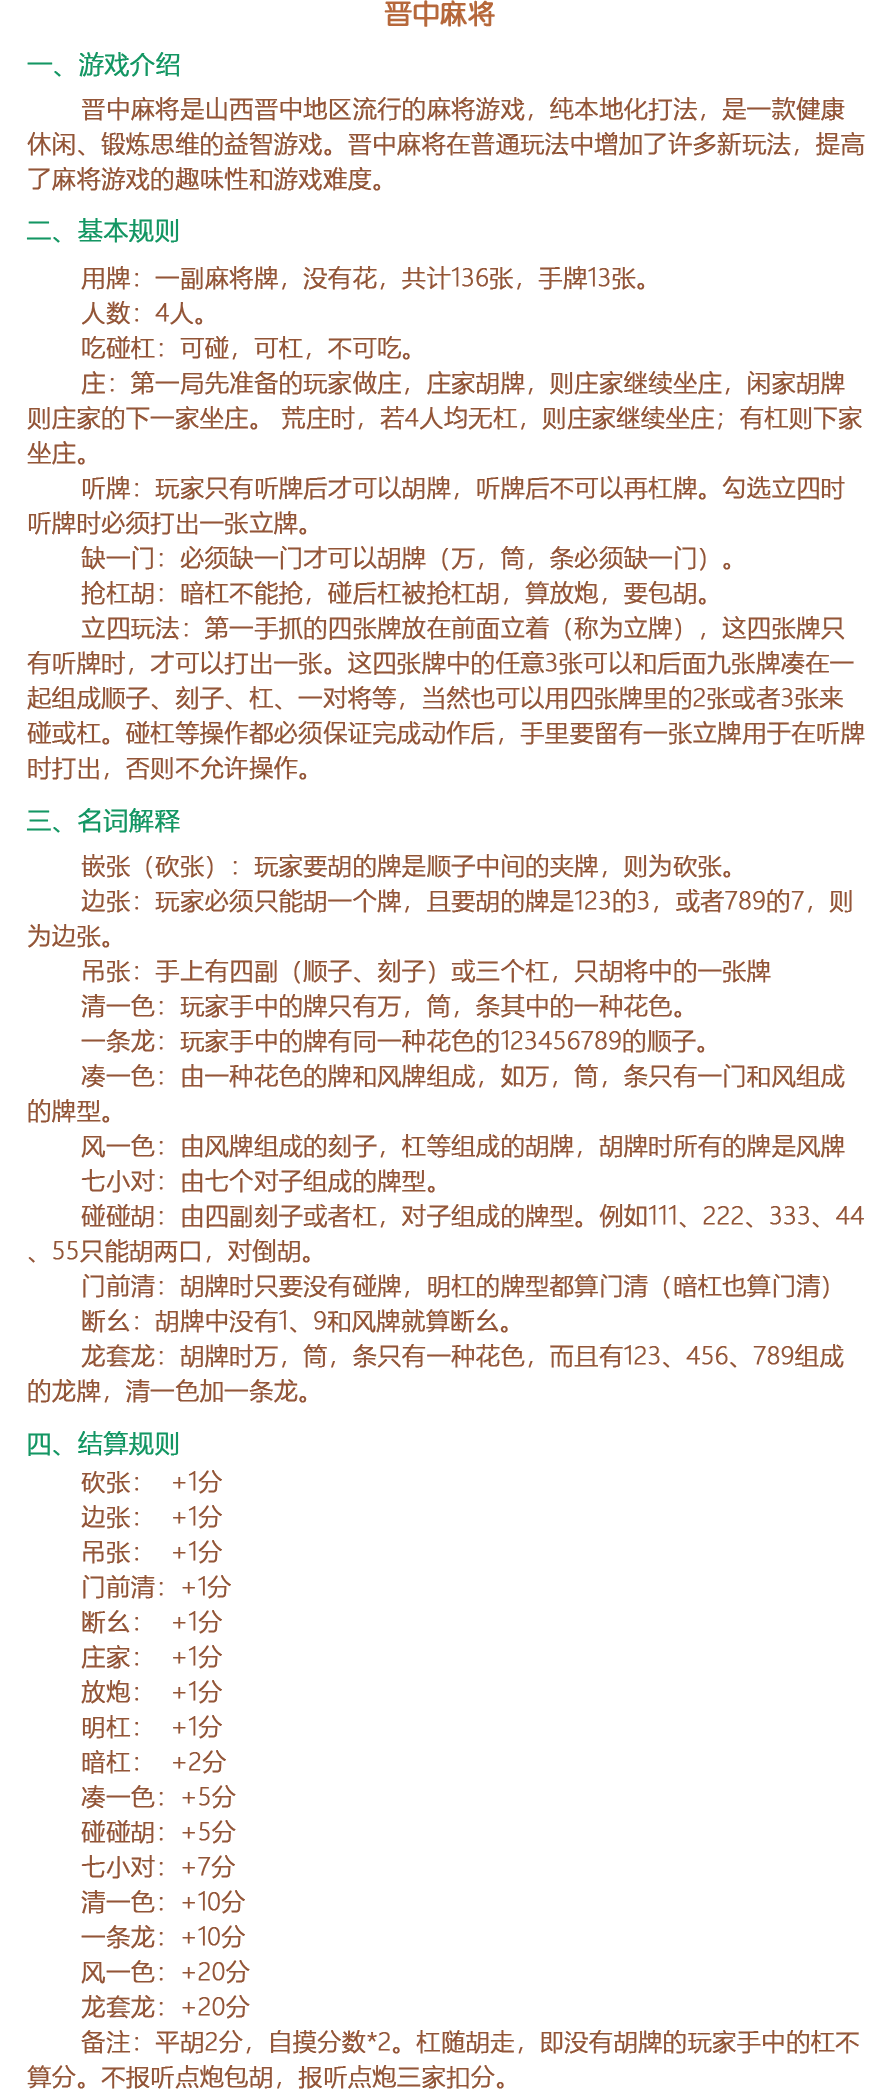 晋中麻将
一、游戏介绍
晋中麻将是山西晋中地区流行的麻将游戏，纯本地化打法，是一款健康
休闲、锻炼思维的益智游戏。晋中麻将在普通玩法中增加了许多新玩法，提高
了麻将游戏的趣味性和游戏难度。
二、基本规则
用牌：一副麻将牌，没有花，共计136张，手牌13张。
人数：4人。
吃碰杠：可碰，可杠，不可吃。
庄：第一局先准备的玩家做庄，庄家胡牌，则庄家继续坐庄，闲家胡牌
则庄家的下一家坐庄。 荒庄时，若4人均无杠，则庄家继续坐庄；有杠则下家
坐庄。
听牌：玩家只有听牌后才可以胡牌，听牌后不可以再杠牌。勾选立四时
听牌时必须打出一张立牌。
缺一门：必须缺一门才可以胡牌（万，筒，条必须缺一门）。
抢杠胡：暗杠不能抢，碰后杠被抢杠胡，算放炮，要包胡。
立四玩法：第一手抓的四张牌放在前面立着（称为立牌），这四张牌只
有听牌时，才可以打出一张。这四张牌中的任意3张可以和后面九张牌凑在一
起组成顺子、刻子、杠、一对将等，当然也可以用四张牌里的2张或者3张来
碰或杠。碰杠等操作都必须保证完成动作后，手里要留有一张立牌用于在听牌
时打出，否则不允许操作。
三、名词解释
嵌张（砍张）：玩家要胡的牌是顺子中间的夹牌，则为砍张。
边张：玩家必须只能胡一个牌，且要胡的牌是123的3，或者789的7，则
为边张。
吊张：手上有四副（顺子、刻子）或三个杠，只胡将中的一张牌
清一色：玩家手中的牌只有万，筒，条其中的一种花色。
一条龙：玩家手中的牌有同一种花色的123456789的顺子。
凑一色：由一种花色的牌和风牌组成，如万，筒，条只有一门和风组成
的牌型。
风一色：由风牌组成的刻子，杠等组成的胡牌，胡牌时所有的牌是风牌
七小对：由七个对子组成的牌型。
碰碰胡：由四副刻子或者杠，对子组成的牌型。例如111、222、333、44
、55只能胡两口，对倒胡。
门前清：胡牌时只要没有碰牌，明杠的牌型都算门清（暗杠也算门清）
断幺：胡牌中没有1、9和风牌就算断幺。
龙套龙：胡牌时万，筒，条只有一种花色，而且有123、456、789组成
的龙牌，清一色加一条龙。
四、结算规则
砍张： +1分
边张： +1分
吊张： +1分
门前清：+1分
断幺： +1分
庄家： +1分
放炮： +1分
明杠： +1分
暗杠： +2分
凑一色：+5分
碰碰胡：+5分
七小对：+7分
清一色：+10分
一条龙：+10分
风一色：+20分
龙套龙：+20分
备注：平胡2分，自摸分数*2。杠随胡走，即没有胡牌的玩家手中的杠不
算分。不报听点炮包胡，报听点炮三家扣分。